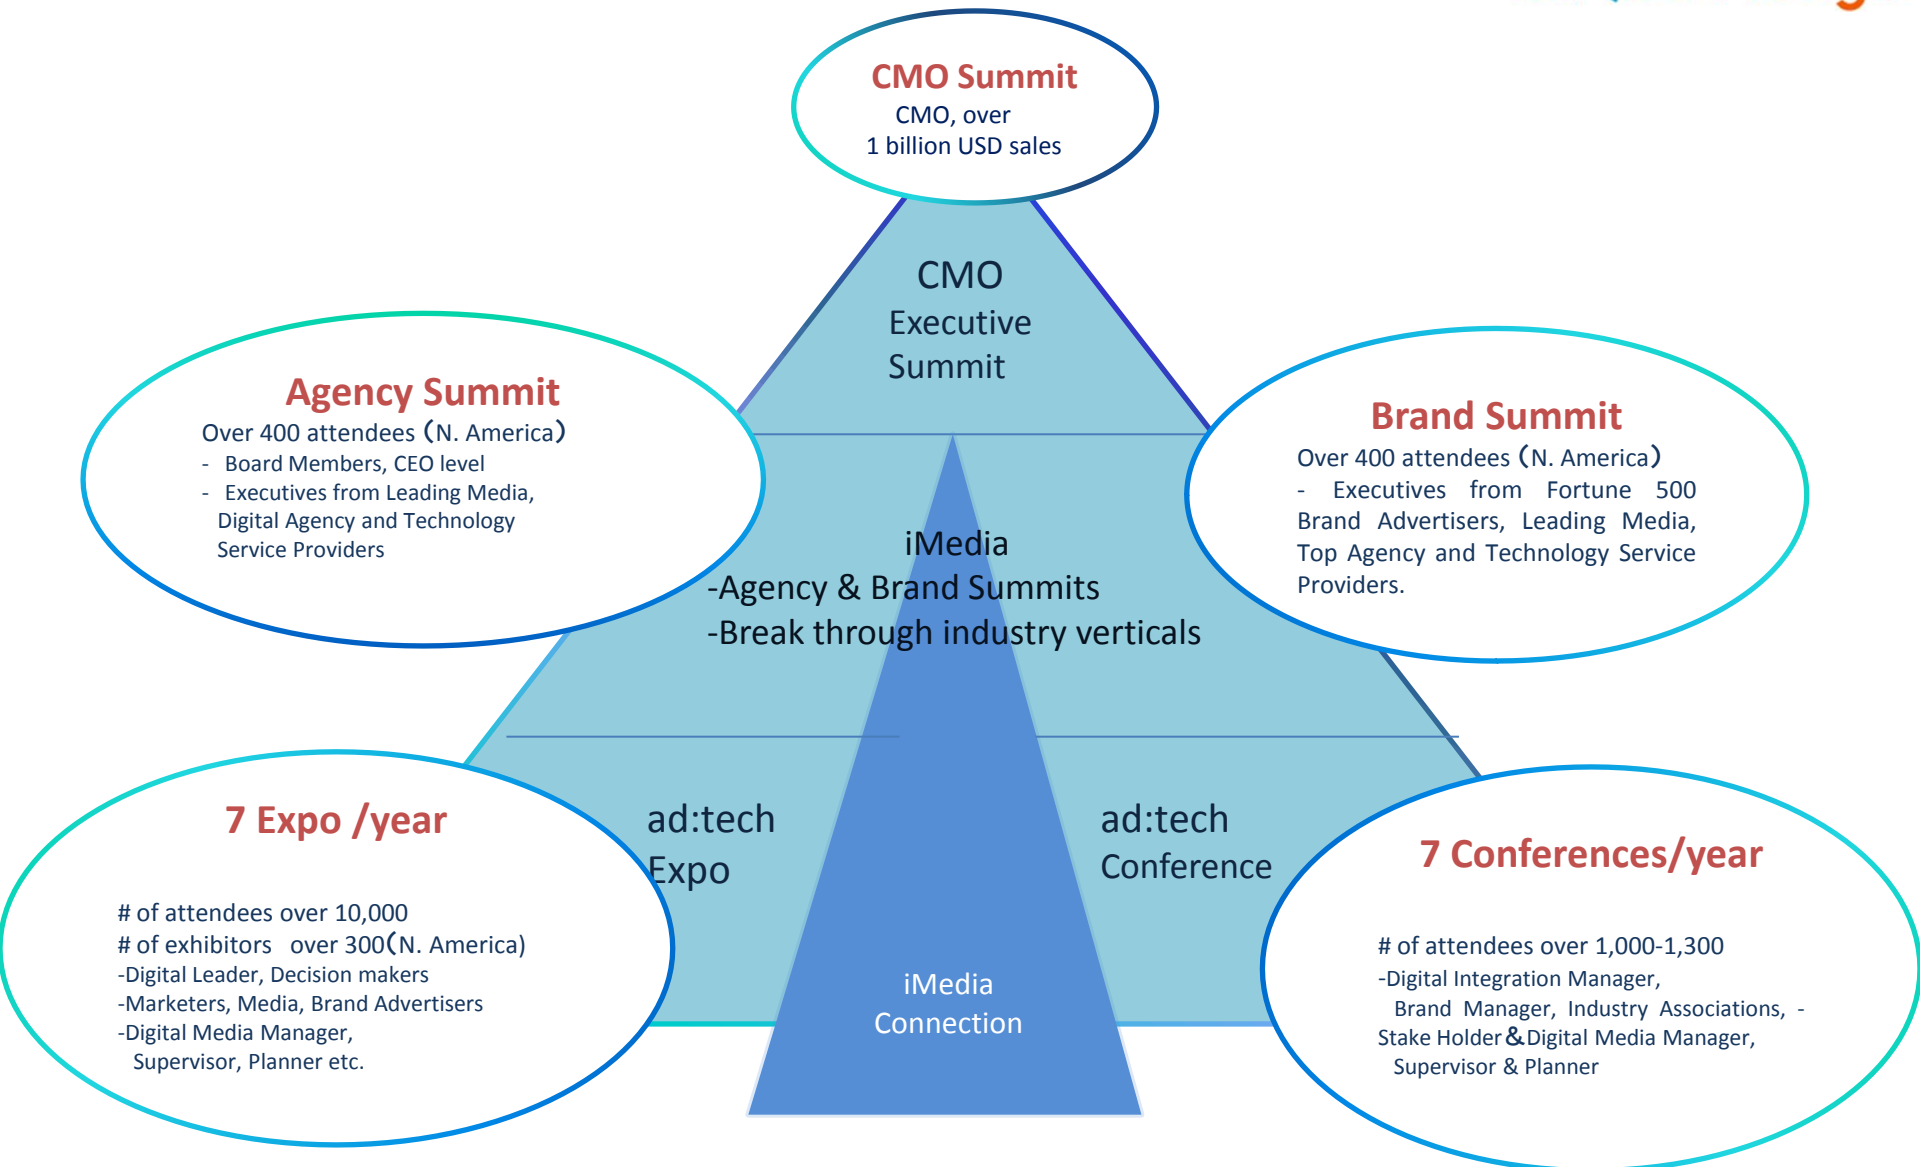 CMO Summit
CMO, over
1 billion USD sales
CMO
Executive
Summit
Agency Summit
Over 400 attendees (N. America)
- Board Members, CEO level
- Executives from Leading Media,
Digital Agency and Technology
Service Providers
Brand Summit
Over 400 attendees (N. America)
- Executives from Fortune 500
Brand Advertisers, Leading Media,
Top Agency and Technology Service
Providers.
iMedia
-Agency & Brand Summits
-Break through industry verticals
7 Expo /year
# of attendees over 10,000
# of exhibitors over 300(N. America)
-Digital Leader, Decision makers
-Marketers, Media, Brand Advertisers
-Digital Media Manager,
Supervisor, Planner etc.
ad:tech
Expo
ad:tech
Conference
iMedia
Connection
7 Conferences/year
# of attendees over 1,000-1,300
-Digital Integration Manager,
Brand Manager, Industry Associations, -
Stake Holder&Digital Media Manager,
Supervisor & Planner